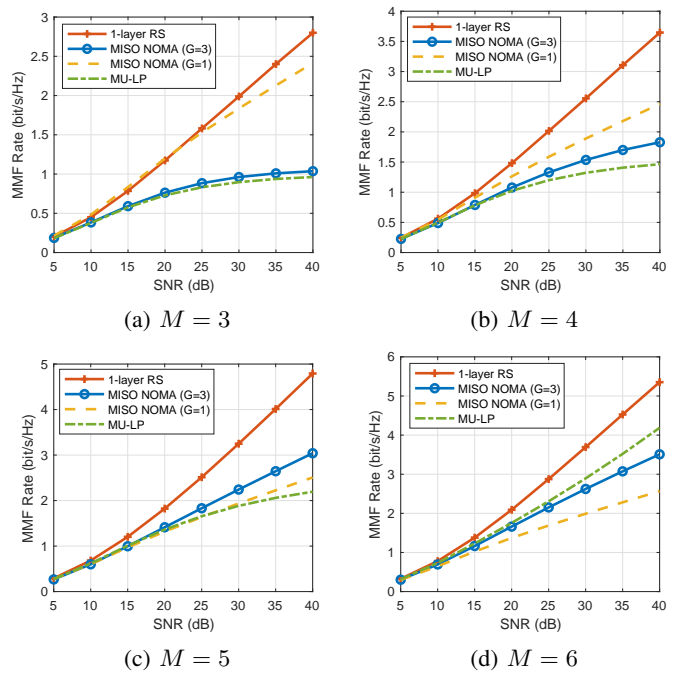 3
2.5
2
1.5
1
0.5
0
MMF Rate (bit/s/Hz)
1-layer RS
MISO NOMA (G=3)
MISO NOMA (G=1)
MU-LP
5 10 15 20 25 30 35 40
SNR (dB)
(a) M = 3
4
3.5
3
2.5
2
1.5
1
0.5
0
MMF Rate (bit/s/Hz)
1-layer RS
MISO NOMA (G=3)
MISO NOMA (G=1)
MU-LP
5 10 15 20 25 30 35 40
SNR (dB)
(b) M = 4
5
4
3
2
1
0
MMF Rate (bit/s/Hz)
1-layer RS
MISO NOMA (G=3)
MISO NOMA (G=1)
MU-LP
5 10 15 20 25 30 35 40
SNR (dB)
(c) M = 5
6
5
4
3
2
1
0
MMF Rate (bit/s/Hz)
1-layer RS
MISO NOMA (G=3)
MISO NOMA (G=1)
MU-LP
5 10 15 20 25 30 35 40
SNR (dB)
(d) M = 6